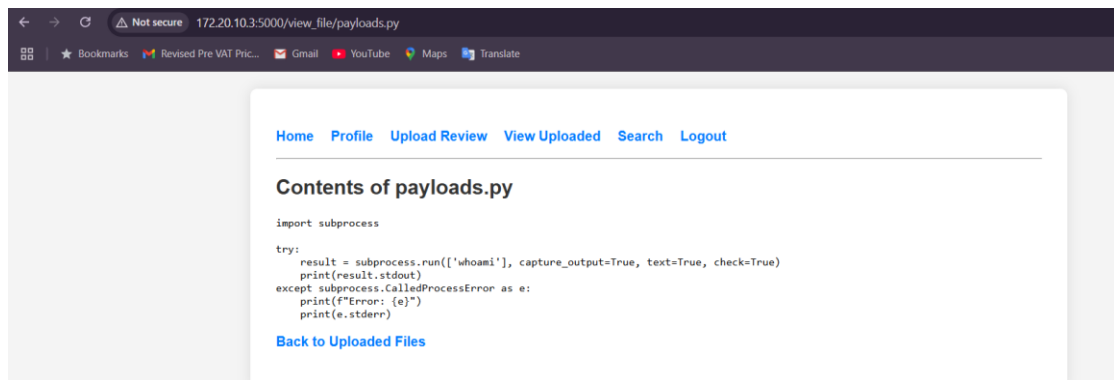 Not secure 172.20.10.3:5000/view_file/payloads.py
Bookmarks Revised Pre VAT Pric... Gmail YouTube Maps Translate
Home Profile Upload Review View Uploaded Search Logout
Contents of payloads.py
import subprocess
try:
    result = subprocess.run(['whoami'], capture_output=True, text=True, check=True)
    print(result.stdout)
except subprocess.CalledProcessError as e:
    print(f"Error: {e}")
    print(e.stderr)
Back to Uploaded Files